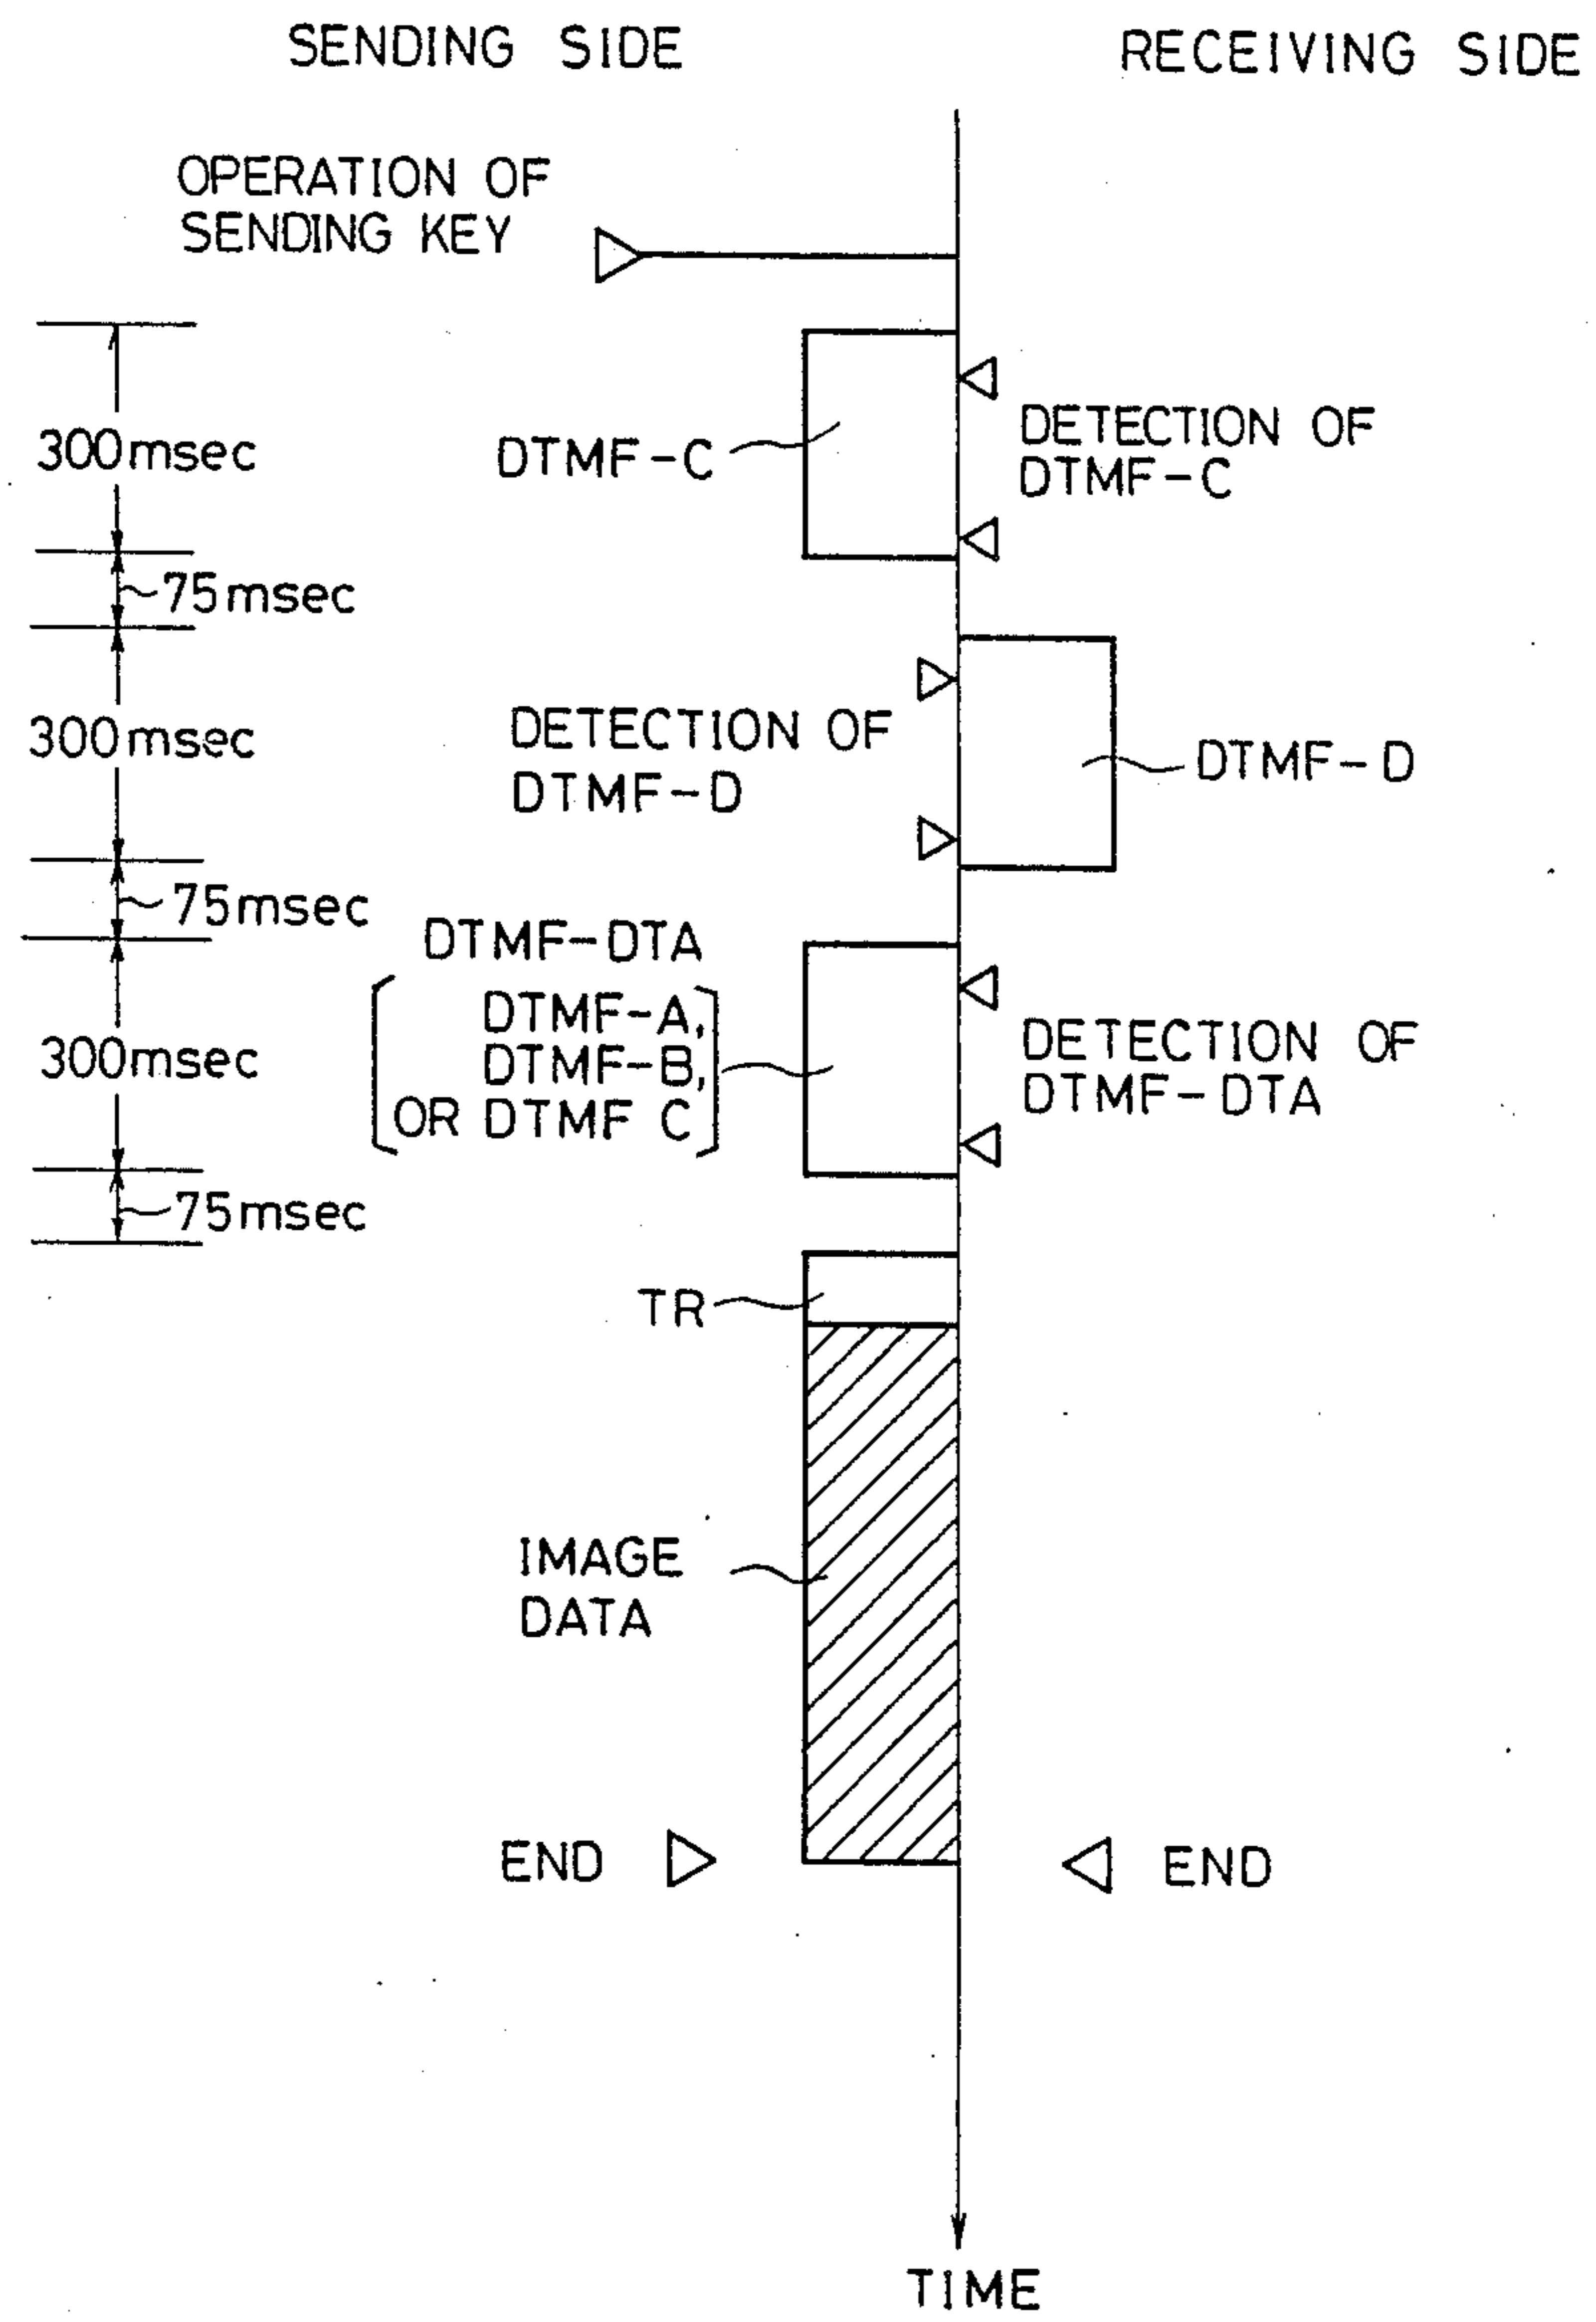 SENDING SIDE
RECEIVING SIDE
OPERATION OF
SENDING KEY
300msec
DTMF-C
DETECTION OF
DTMF-C
75msec
300msec
DETECTION OF
DTMF-D
DTMF-D
75msec
DTMF-DTA
DTMF-A,
DTMF-B,
OR DTMF C
300msec
DETECTION OF
DTMF-DTA
75msec
TR
IMAGE
DATA
END
END
TIME